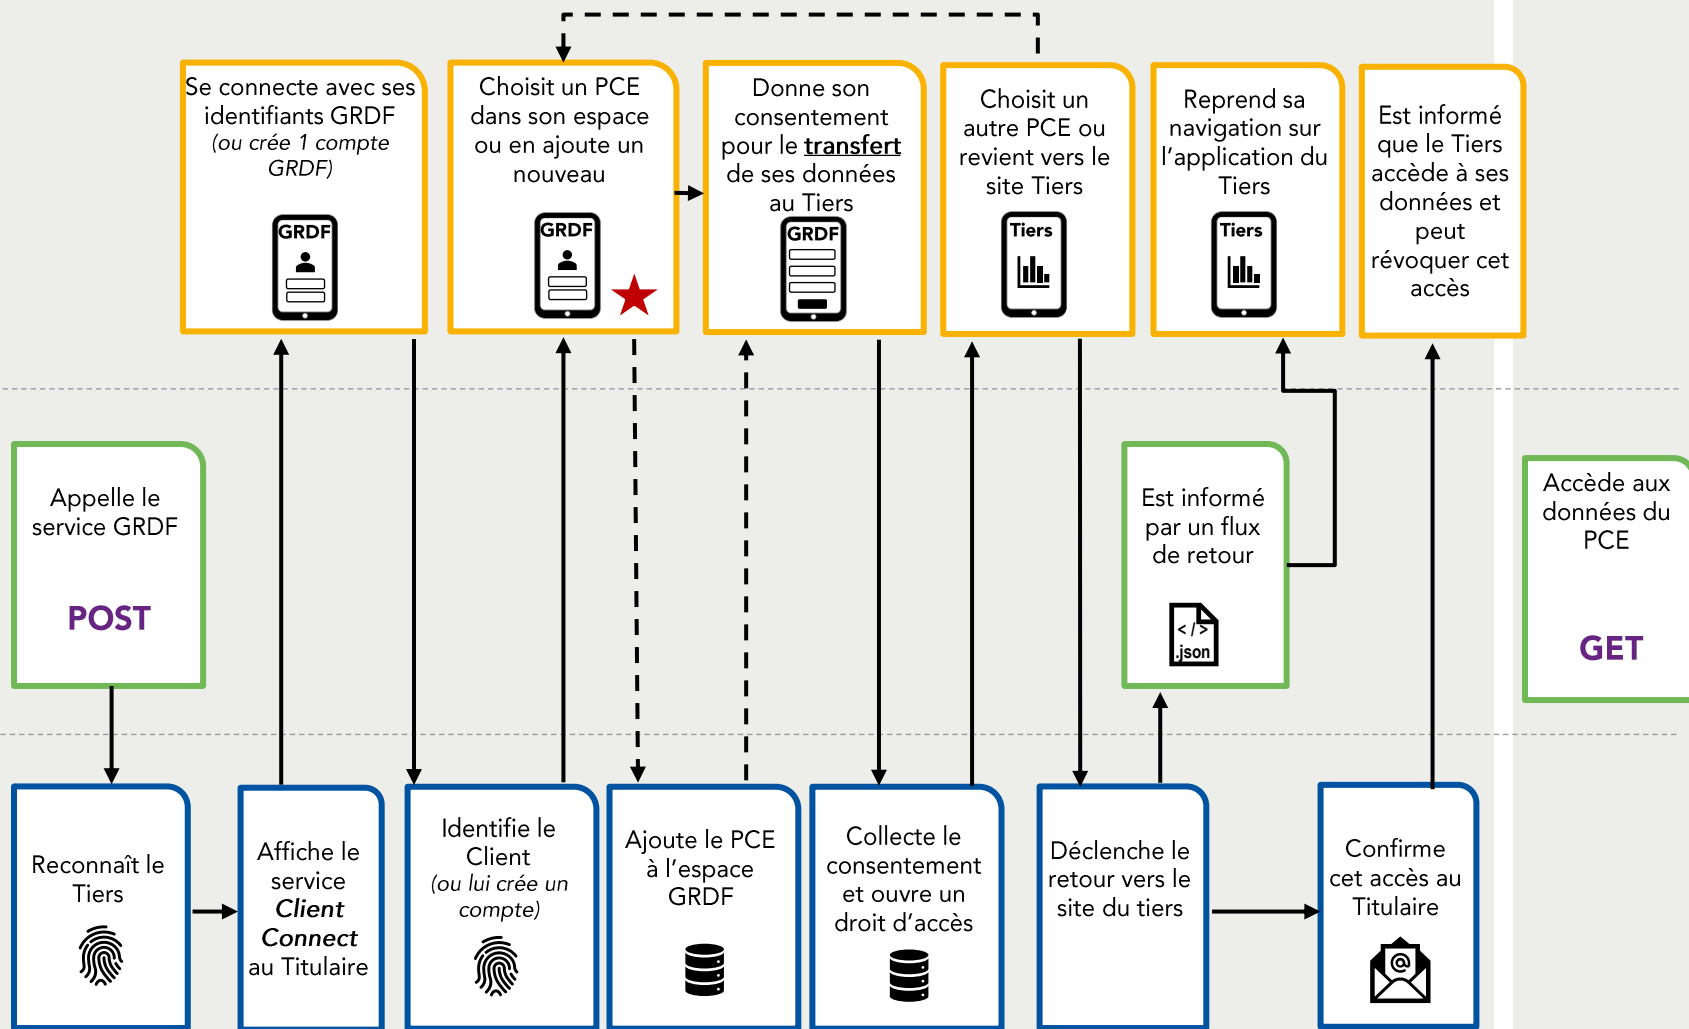 Se connecte avec ses
identifiants GRDF
(ou crée 1 compte
GRDF)
GRDF
Choisit un PCE
dans son espace
ou en ajoute un
nouveau
GRDF
Donne son
consentement
pour le transfert
de ses données
au Tiers
GRDF
Choisit un
autre PCE ou
revient vers le
site Tiers
Tiers
Reprend sa
navigation sur
l'application du
Tiers
Tiers
Est informé
que le Tiers
accède à ses
données et
peut
révoquer cet
accès
Appelle le
service GRDF
POST
Est informé
par un flux
de retour
</>
.json
Accède aux
données du
PCE
GET
Reconnaît le
Tiers
Affiche le
service
Client
Connect
au Titulaire
Identifie le
Client
(ou lui crée un
compte)
Ajoute le PCE
à l'espace
GRDF
Collecte le
consentement
et ouvre un
droit d'accès
Déclenche le
retour vers le
site du tiers
Confirme
cet accès au
Titulaire
@